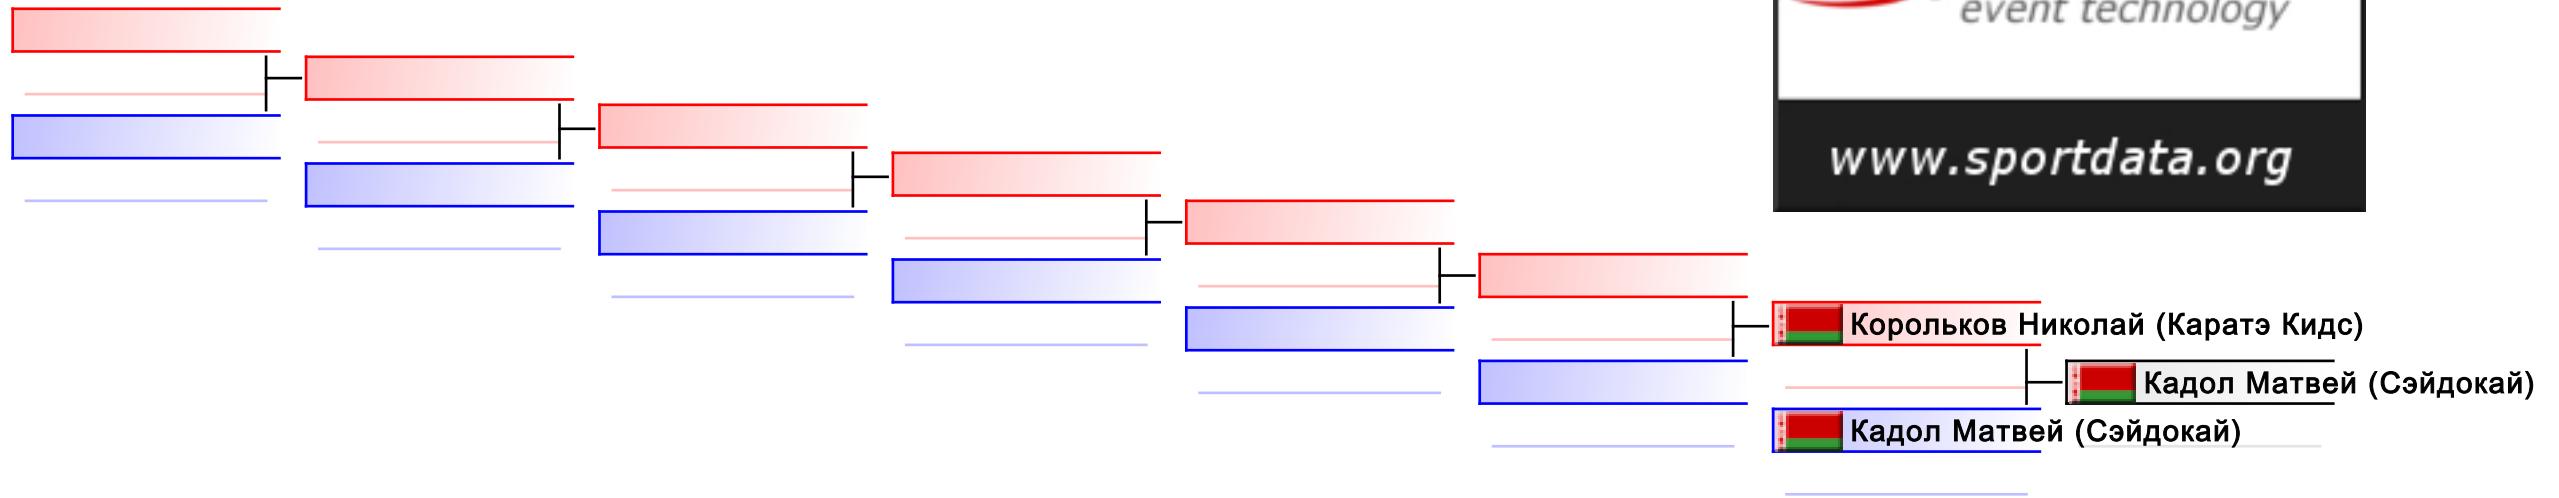 event technology
www.sportdata.org
Корольков Николай (Каратэ Кидс)
Кадол Матвей (Сэйдокай)
Кадол Матвей (Сэйдокай)